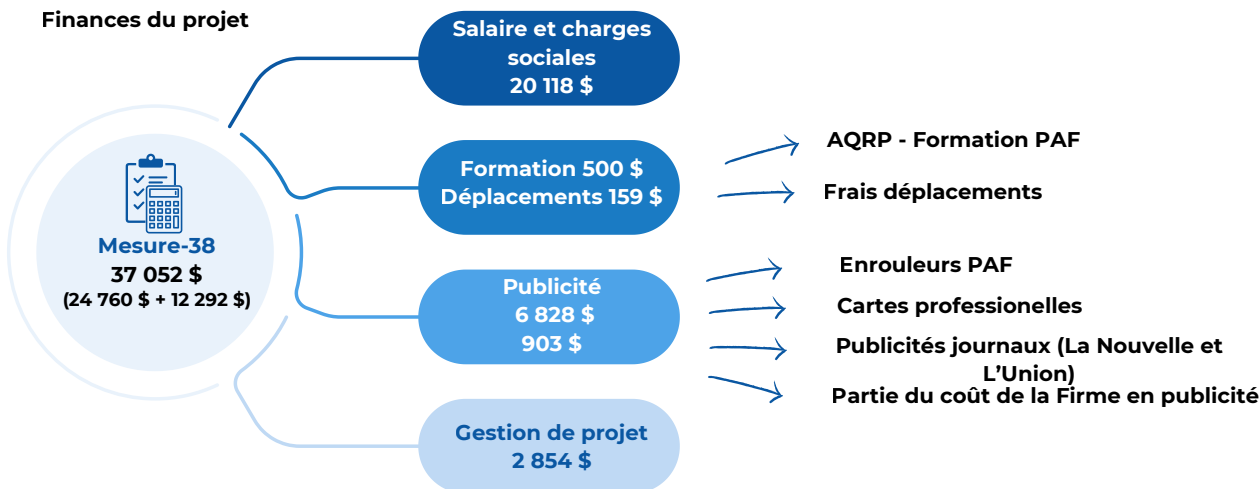 Finances du projet
Mesure-38
37 052 $
(24 760 $ + 12 292 $)
Salaire et charges
sociales
20 118 $
Formation 500 $
Déplacements 159 $
AQRP - Formation PAF
Frais déplacements
Publicité
6 828 $
903 $
Enrouleurs PAF
Cartes professionelles
Publicités journaux (La Nouvelle et
L’Union)
Partie du coût de la Firme en publicité
Gestion de projet
2 854 $